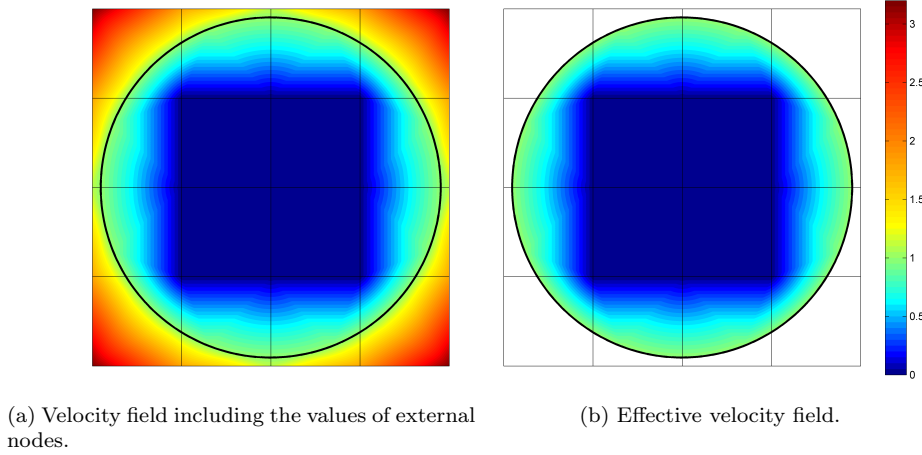 3
2.5
2
1.5
1
0.5
0
(a) Velocity field including the values of external
nodes.
(b) Effective velocity field.